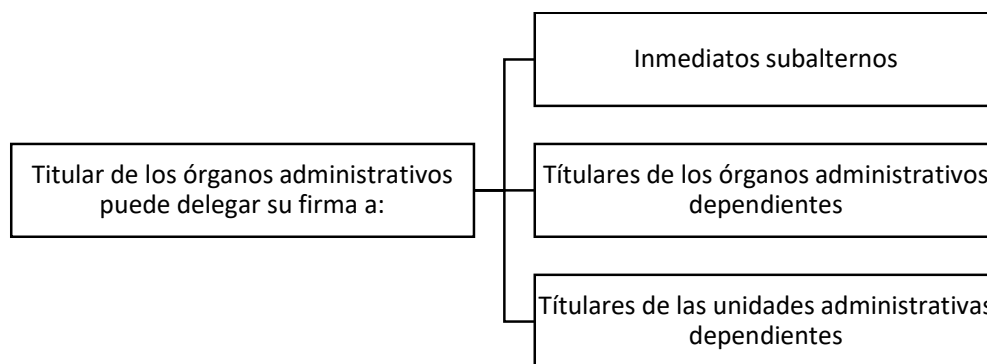 Inmediatos subalternos
Titular de los órganos administrativos
puede delegar su firma a:
Títulares de los órganos administrativos
dependientes
Títulares de las unidades administrativas
dependientes